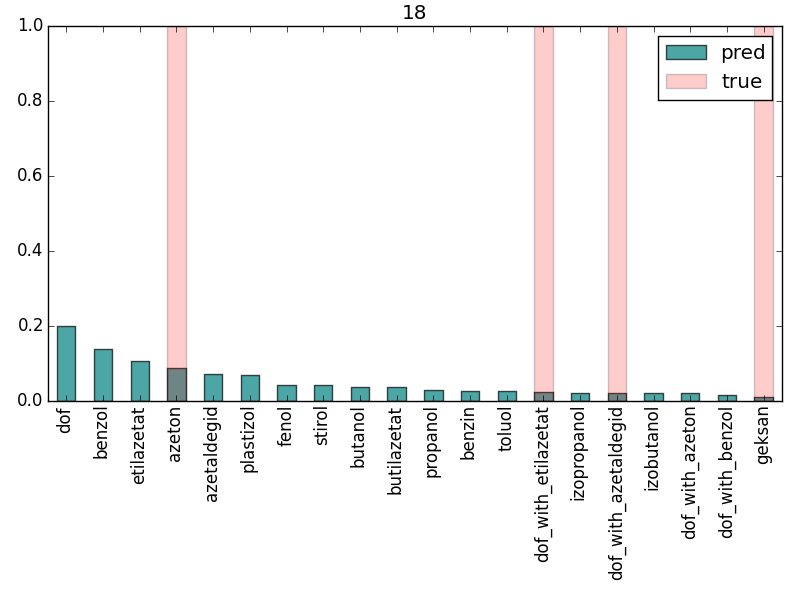 18
1.0
0.8
0.6
0.4
0.2
0.0
pred
true
dof
benzol
etilazetat
azeton
azetaldegid
plastizol
fenol
stirol
butanol
butilazetat
propanol
benzin
toluol
dof_with_etilazetat
izopropanol
dof_with_azetaldegid
izobutanol
dof_with_azeton
dof_with_benzol
geksan